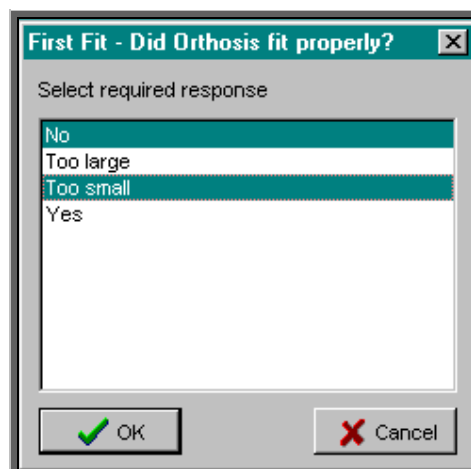 First Fit - Did Orthosis fit properly?
Select required response
No
Too large
Too small
Yes
OK
Cancel